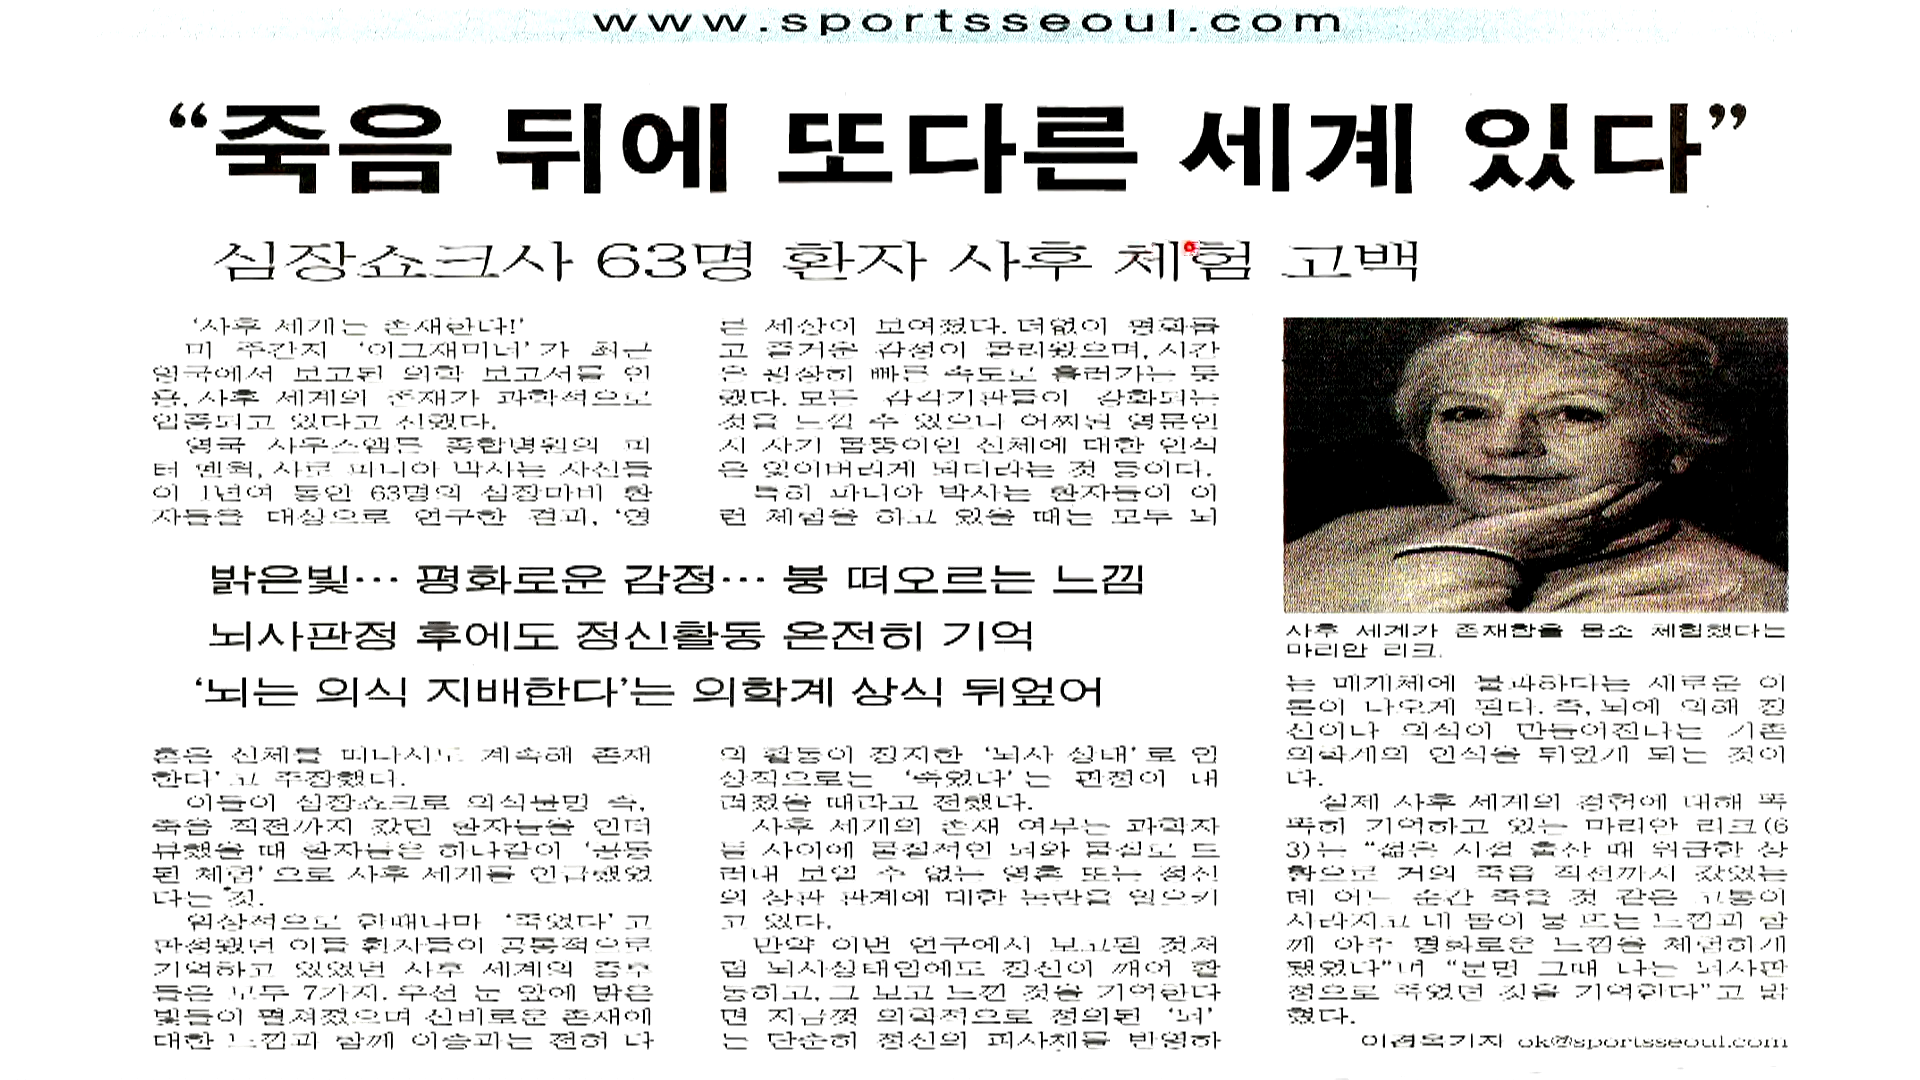 www.sportsseoul.com
“죽음 뒤에 또다른 세계 있다”
심장쇼크사 63명 환자 사후 체험 고백
‘사후 세계는 존재한다!’
미 주간지 ‘이그재미너’가 최근
영국에서 보고된 의학 보고서를 인
용, 사후 세계의 존재가 과학적으로
입증되고 있다고 전했다.
영국 사우스앰튼 종합병원의 피
터 펜윅, 사로 파니아 박사는 자신들
이 1년여 동안 63명의 심장마비 환
자들을 대상으로 연구한 결과, ‘영
밝은빛… 평화로운 감정… 붕 떠오르는 느낌
뇌사판정 후에도 정신활동 온전히 기억
‘뇌는 의식 지배한다’는 의학계 상식 뒤엎어
혼은 신체를 떠나서도 계속해 존재
한다’고 주장했다.
이들이 심장쇼크로 의식불명 속,
죽음 직전까지 갔던 환자들을 인터
뷰했을 때 환자들은 하나같이 ‘공통
된 체험’으로 사후 세계를 언급했었
다는 것.
임상적으로 한때나마 ‘죽었다’고
판정됐던 이들 환자들이 공통적으로
기억하고 있었던 사후 세계의 증후
들은 모두 7가지. 우선 눈 앞에 밝은
빛들이 펼쳐졌으며 신비로운 존재에
대한 느낌과 함께 이승과는 전혀 다
른 세상이 보여졌다. 더없이 평화롭
고 즐거운 감정이 몰려왔으며, 시간
은 굉장히 빠른 속도로 흘러가는 듯
했다. 모든 감각기관들이 강화되는
것을 느낄 수 있으나 어찌된 영문인
지 자기 몸뚱이인 신체에 대한 인식
은 잊어버리게 되더라는 것 등이다.
특히 파니아 박사는 환자들이 이
런 체험을 하고 있을 때는 모두 뇌
의 활동이 정지한 ‘뇌사 상태’로 임
상적으로는 ‘죽었다’는 판정이 내
려졌을 때라고 전했다.
사후 세계의 존재 여부는 과학자
들 사이에 물질적인 뇌와 물질로 드
러내 보일 수 없는 영혼 또는 정신
의 상관 관계에 대한 논란을 일으키
고 있다.
만약 이번 연구에서 보고된 것처
럼 뇌사상태임에도 정신이 깨어 활
동하고, 그 보고 느낀 것을 기억한다
면 지금껏 의학적으로 정의된 ‘뇌’
는 단순히 정신의 피사체를 반영하
사후 세계가 존재함을 몸소 체험했다는
마리안 리크.
는 매개체에 불과하다는 새로운 이
론이 나오게 된다. 즉, 뇌에 의해 정
신이나 의식이 만들어진다는 기존
의학계의 인식을 뒤엎게 되는 것이
다.
실제 사후 세계의 경험에 대해 똑
똑히 기억하고 있는 마리안 리크(6
3)는 “젊은 시절 출산 때 위급한 상
황으로 거의 죽음 직전까지 갔었는
데 어느 순간 죽을 것 같은 고통이
사라지고 내 몸이 붕 뜨는 느낌과 함
께 아주 평화로운 느낌을 체험하게
됐었다”며 “분명 그때 나는 뇌사판
정으로 죽었던 것을 기억한다”고 밝
혔다.
이경옥기자 ok@sportsseoul.com